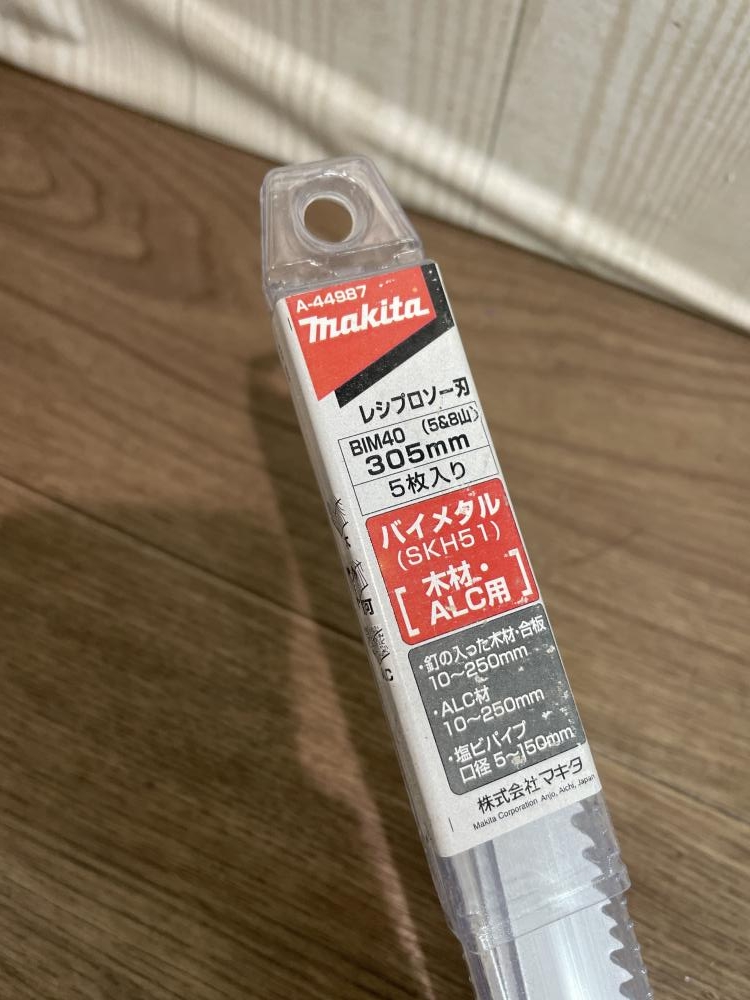 A-44987
makita
レシプロソー刃
BIM40 (5&8山)
305mm
5枚入り
バイメタル
(SKH51)
[木材・
ALC用]
・釘の入った木材・合板
10～250mm
・ALC材
10～250mm
・塩ビパイプ
口径 5～150mm
株式会社マキタ
Makita Corporation Anjo, Aichi, Japan